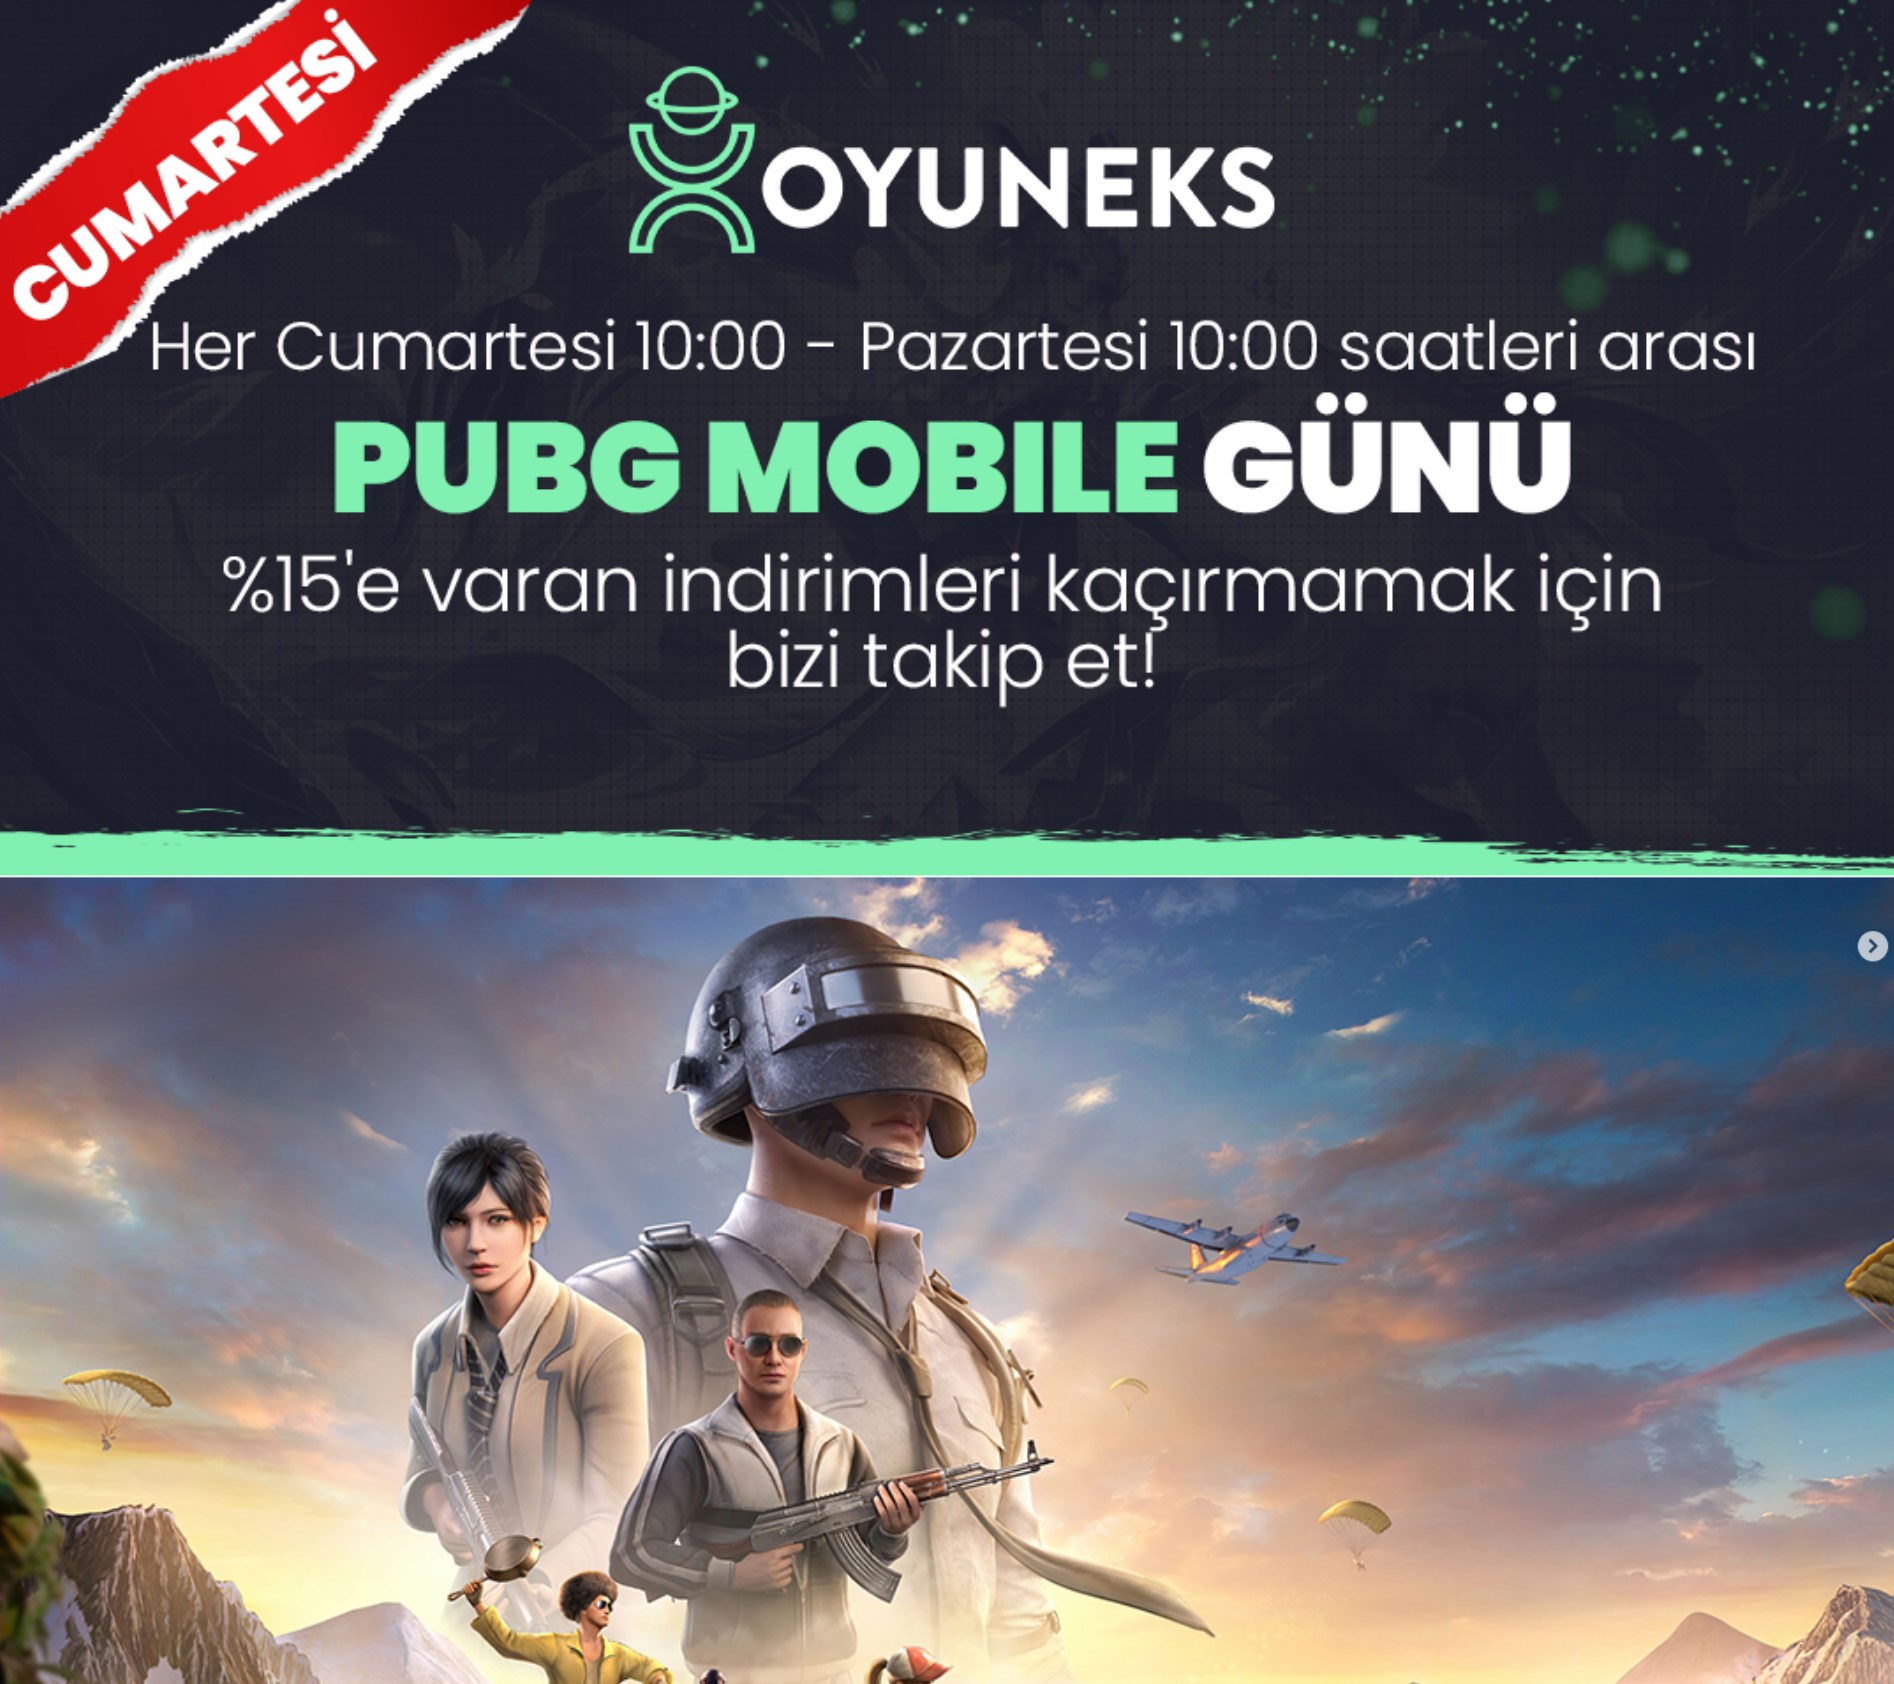 CUMARTESİ
OYUNEKS
Her Cumartesi 10:00 - Pazartesi 10:00 saatleri arası
PUBG MOBILE GÜNÜ
%15'e varan indirimleri kaçırmamak için
bizi takip et!